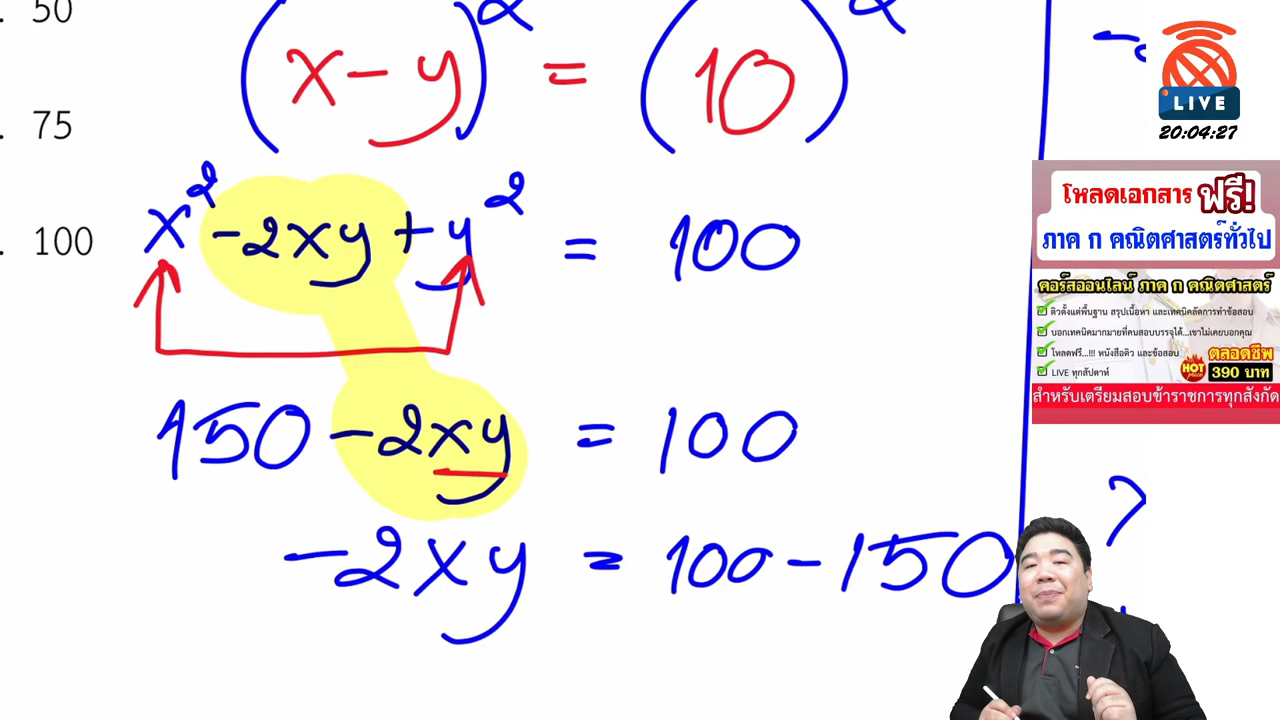 . 50
(x-y)² = (10)²
. 75
. 100
x² -2xy + y² = 100
150 - 2xy = 100
-2xy = 100 - 150
?
LIVE
20:04:27
โหลดเอกสาร ฟรี!
ภาค ก คณิตศาสตร์ทั่วไป
คอร์สออนไลน์ ภาค ก คณิตศาสตร์
ติวตั้งแต่พื้นฐาน สรุปเนื้อหา และเทคนิคลัดการทำข้อสอบ
บอกเทคนิคมากมายที่คนสอบบรรจุได้...เขาไม่เคยบอกคุณ
โหลดฟรี...!!! หนังสือติว และข้อสอบ
LIVE ทุกสัปดาห์
HOT price
ตลอดชีพ
390 บาท
สำหรับเตรียมสอบข้าราชการทุกสังกัด